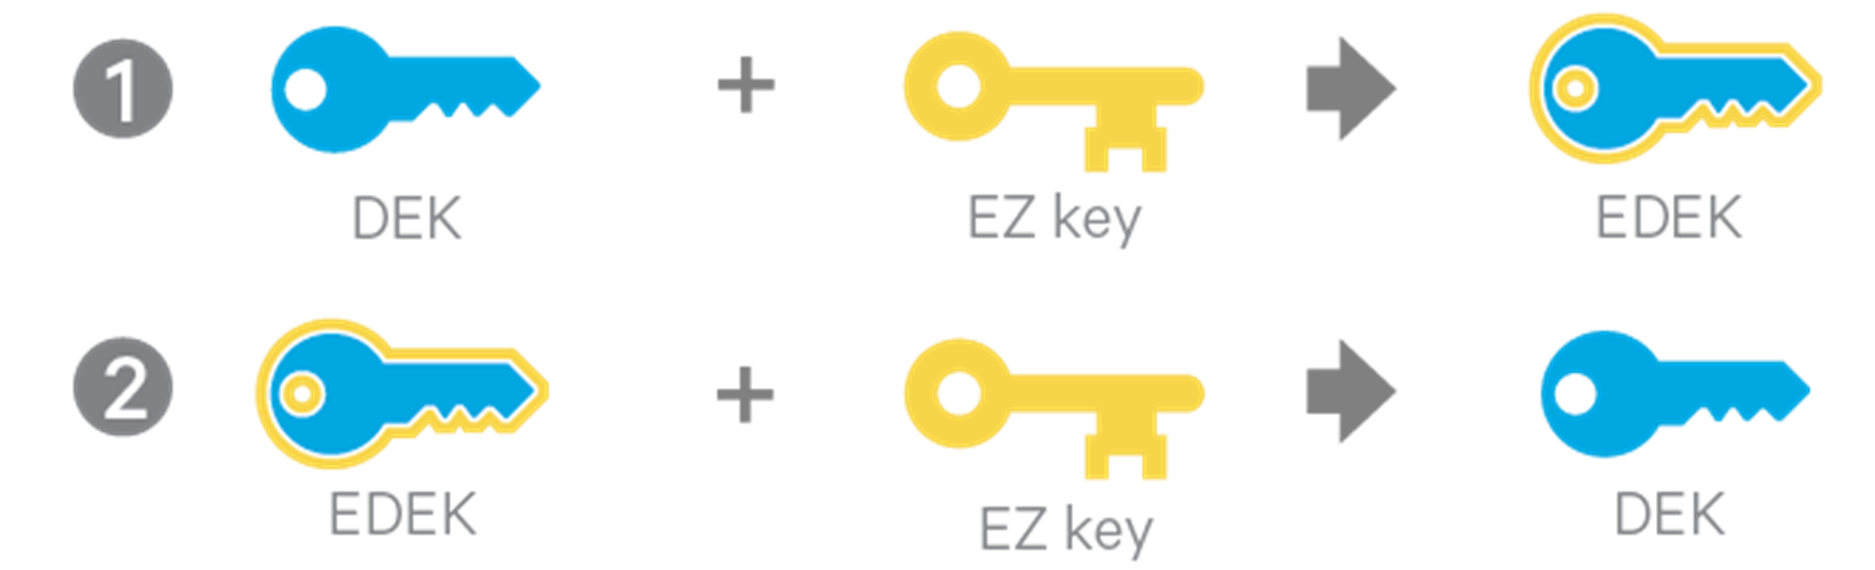 1
DEK + EZ key EDEK
2
EDEK + EZ key DEK